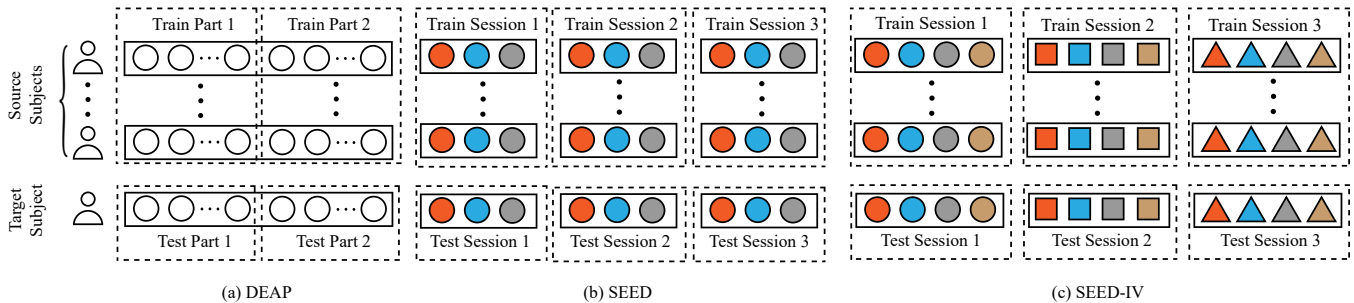 Train Part 1 Train Part 2 Train Session 1 Train Session 2 Train Session 3 Train Session 1 Train Session 2 Train Session 3
Source
Subjects
Target
Subject
Test Part 1 Test Part 2 Test Session 1 Test Session 2 Test Session 3 Test Session 1 Test Session 2 Test Session 3
(a) DEAP (b) SEED (c) SEED-IV